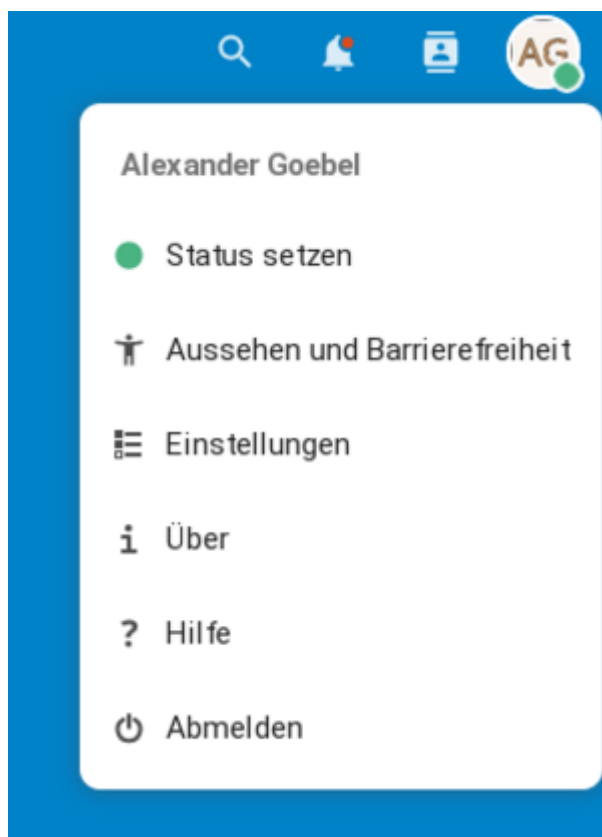 AG
Alexander Goebel
Status setzen
Aussehen und Barrierefreiheit
Einstellungen
Über
Hilfe
Abmelden